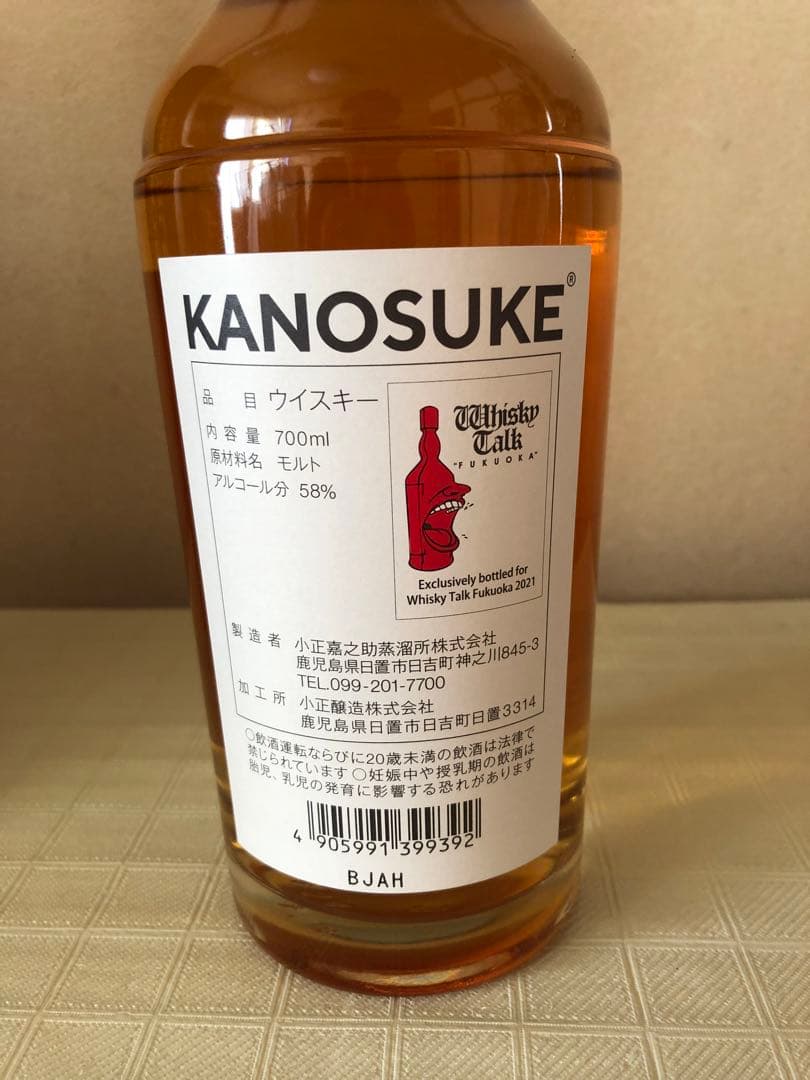 KANOSUKE®
品目 ウイスキー
内容量 700ml
原材料名 モルト
アルコール分 58%
Whisky
Talk
"FUKUOKA"
Exclusively bottled for
Whisky Talk Fukuoka 2021
製造者 小正嘉之助蒸溜所株式会社
鹿児島県日置市日吉町神之川845-3
TEL.099-201-7700
加工所 小正醸造株式会社
鹿児島県日置市日吉町日置3314
○飲酒運転ならびに20歳未満の飲酒は法律で
禁じられています ○妊娠中や授乳期の飲酒は
胎児、乳児の発育に影響する恐れがあります
4 905991 399392
BJAH